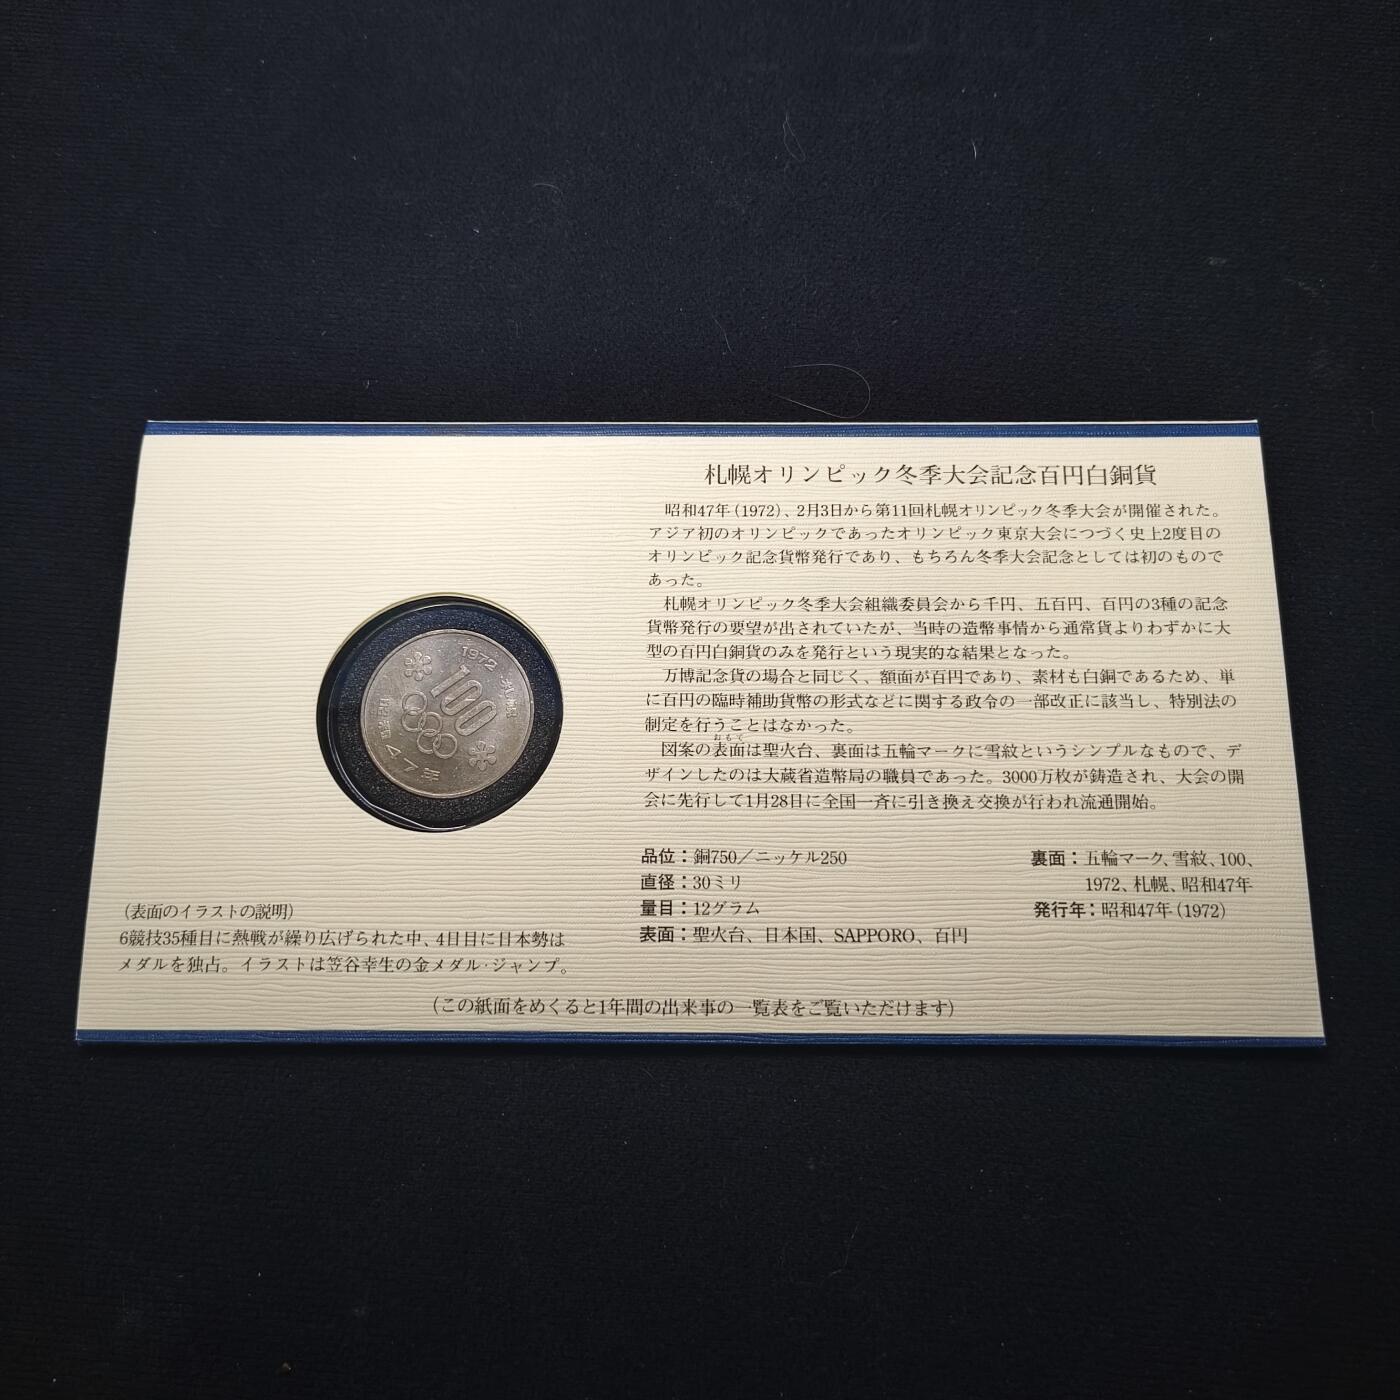 札幌オリンピック冬季大会記念百円白銅貨
昭和47年(1972)、2月3日から第11回札幌オリンピック冬季大会が開催された。
アジア初のオリンピックであったオリンピック東京大会につづく史上2度目の
オリンピック記念貨幣発行であり、もちろん冬季大会記念としては初のもので
あった。
札幌オリンピック冬季大会組織委員会から千円、五百円、百円の3種の記念
貨幣発行の要望が出されていたが、当時の造幣事情から通常貨よりわずかに大
型の百円白銅貨のみを発行という現実的な結果となった。
万博記念貨の場合と同じく、額面が百円であり、素材も白銅であるため、単
に百円の臨時補助貨幣の形式などに関する政令の一部改正に該当し、特別法の
制定を行うことはなかった。
おもて
図案の表面は聖火台、裏面は五輪マークに雪紋というシンプルなもので、デ
ザインしたのは大蔵省造幣局の職員であった。3000万枚が鋳造され、大会の開
会に先行して1月28日に全国一斉に引き換え交換が行われ流通開始。
品位：銅750／ニッケル250
直径：30ミリ
量目：12グラム
表面：聖火台、日本国、SAPPORO、百円
裏面：五輪マーク、雪紋、100、
1972、札幌、昭和47年
発行年：昭和47年(1972)
1972
札幌
100
昭和
47年
(表面のイラストの説明)
6競技35種目に熱戦が繰り広げられた中、4日目に日本勢は
メダルを独占。イラストは笠谷幸生の金メダル・ジャンプ。
(この紙面をめくると1年間の出来事の一覧表をご覧いただけます)